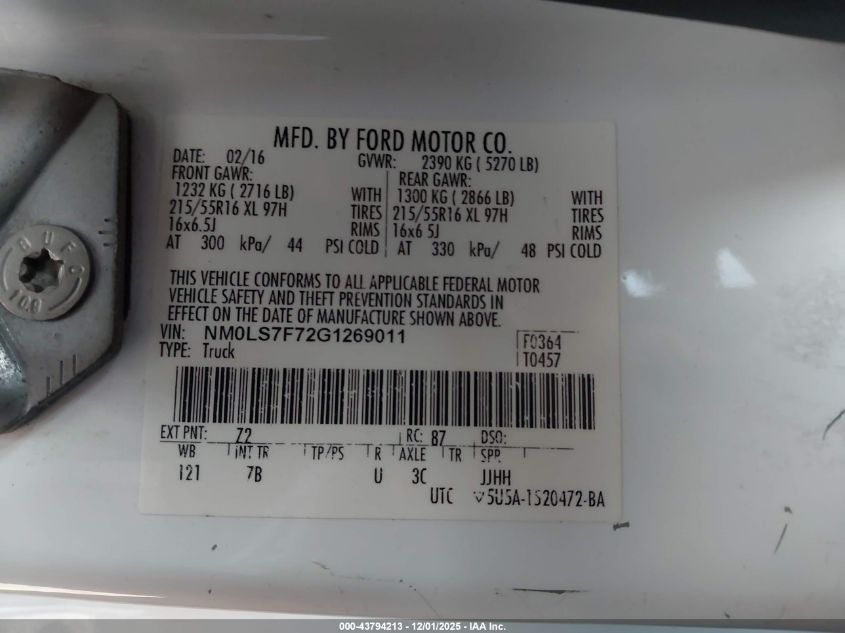 MFD. BY FORD MOTOR CO.
DATE: 02/16 GVWR: 2390 KG ( 5270 LB)
FRONT GAWR: REAR GAWR:
1232 KG ( 2716 LB) WITH 1300 KG ( 2866 LB) WITH
215/55R16 XL 97H TIRES 215/55R16 XL 97H TIRES
16x6.5J RIMS 16x6.5J RIMS
AT 300 kPa/ 44 PSI COLD AT 330 kPa/ 48 PSI COLD
THIS VEHICLE CONFORMS TO ALL APPLICABLE FEDERAL MOTOR
VEHICLE SAFETY AND THEFT PREVENTION STANDARDS IN
EFFECT ON THE DATE OF MANUFACTURE SHOWN ABOVE.
VIN: NM0LS7F72G1269011 F0364
TYPE: Truck T0457
EXT PNT: Z2 RC: 87 DSO:
WB INT TR TP/PS R AXLE TR SPR
121 7B U 3C JJHH
UTC 5U5A-1520472-BA
000-43794213 - 12/01/2025 - IAA Inc.